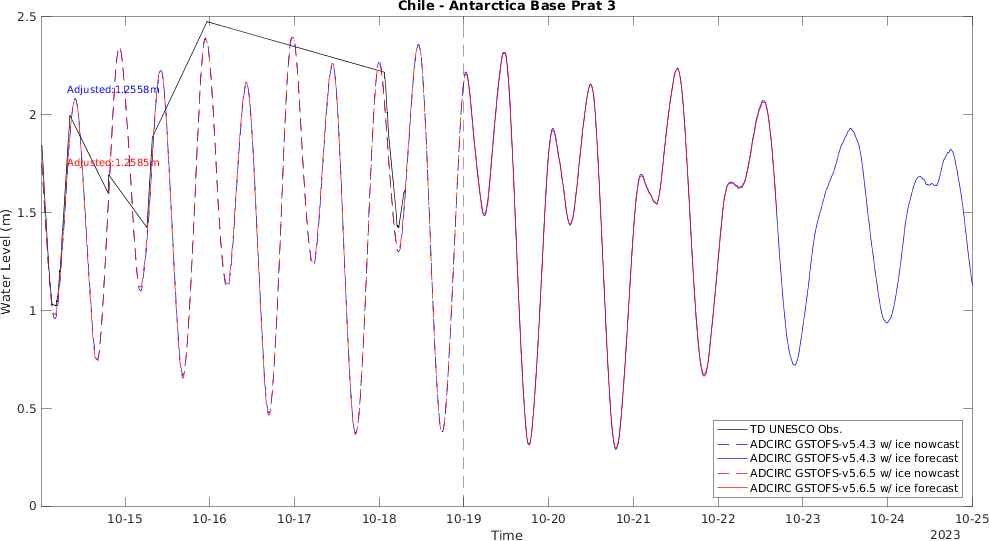 Chile - Antarctica Base Prat 3
Water Level (m)
2.5
2
1.5
1
0.5
0
Adjusted:1.2558m
Adjusted:1.2585m
TD UNESCO Obs.
ADCIRC GSTOFS-v5.4.3 w/ ice nowcast
ADCIRC GSTOFS-v5.4.3 w/ ice forecast
ADCIRC GSTOFS-v5.6.5 w/ ice nowcast
ADCIRC GSTOFS-v5.6.5 w/ ice forecast
10-15 10-16 10-17 10-18 10-19 10-20 10-21 10-22 10-23 10-24 10-25
Time
2023